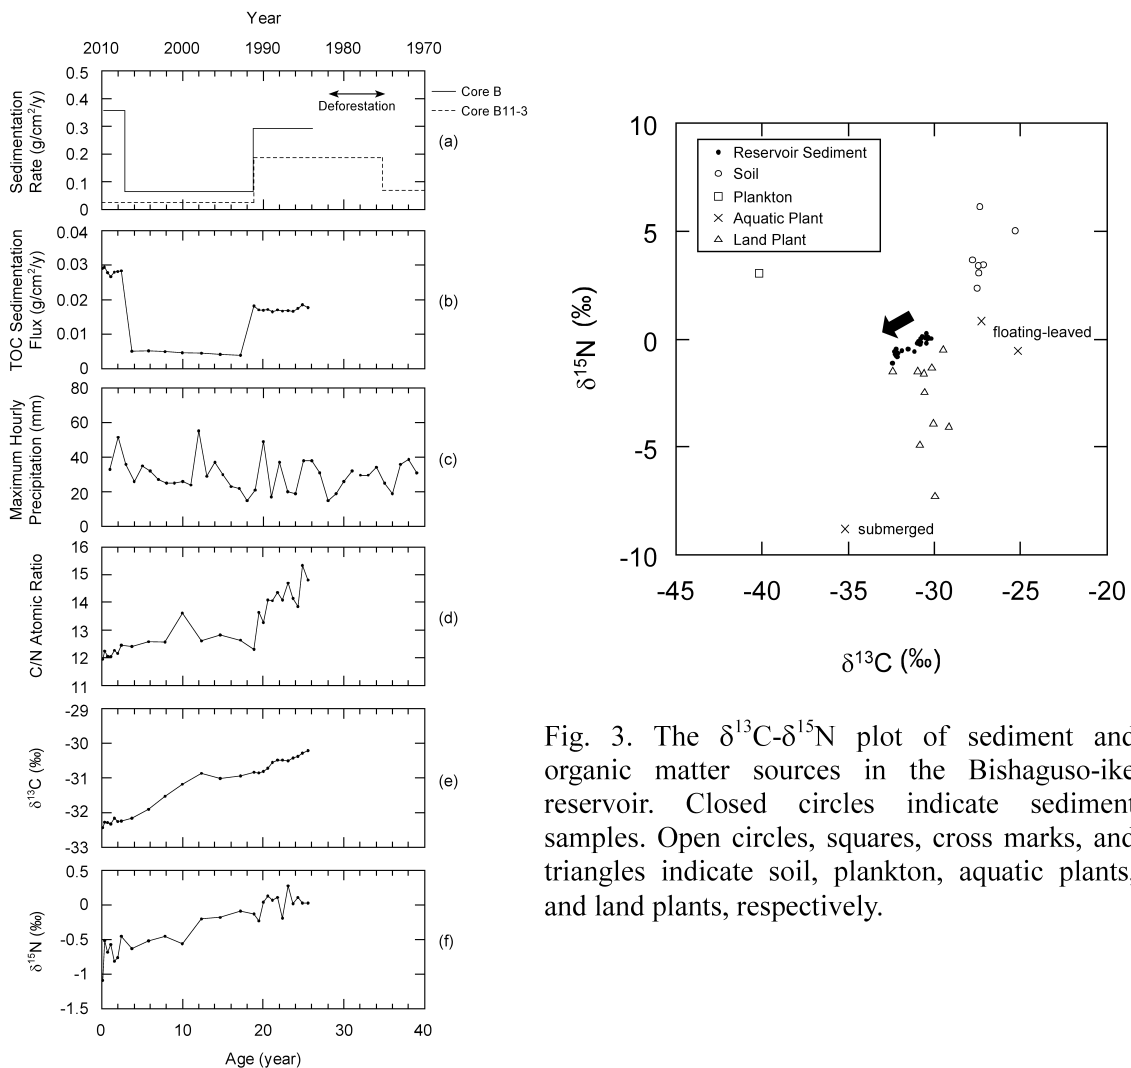 Year
2010 2000 1990 1980 1970
0.5
0.4
0.3
0.2
0.1
0
Sedimentation
Rate (g/cm²/y)
Deforestation
Core B
Core B11-3
(a)
0.04
0.03
0.02
0.01
0
TOC Sedimentation
Flux (g/cm²/y)
(b)
80
60
40
20
0
Maximum Hourly
Precipitation (mm)
(c)
16
15
14
13
12
11
C/N Atomic Ratio
(d)
-29
-30
-31
-32
-33
δ¹³C (‰)
(e)
0.5
0
-0.5
-1
-1.5
δ¹⁵N (‰)
(f)
0 10 20 30 40
Age (year)
10
5
0
-5
-10
δ¹⁵N (‰)
Reservoir Sediment
Soil
Plankton
Aquatic Plant
Land Plant
floating-leaved
submerged
-45 -40 -35 -30 -25 -20
δ¹³C (‰)
Fig. 3. The δ¹³C-δ¹⁵N plot of sediment and
organic matter sources in the Bishaguso-ike
reservoir. Closed circles indicate sediment
samples. Open circles, squares, cross marks, and
triangles indicate soil, plankton, aquatic plants,
and land plants, respectively.